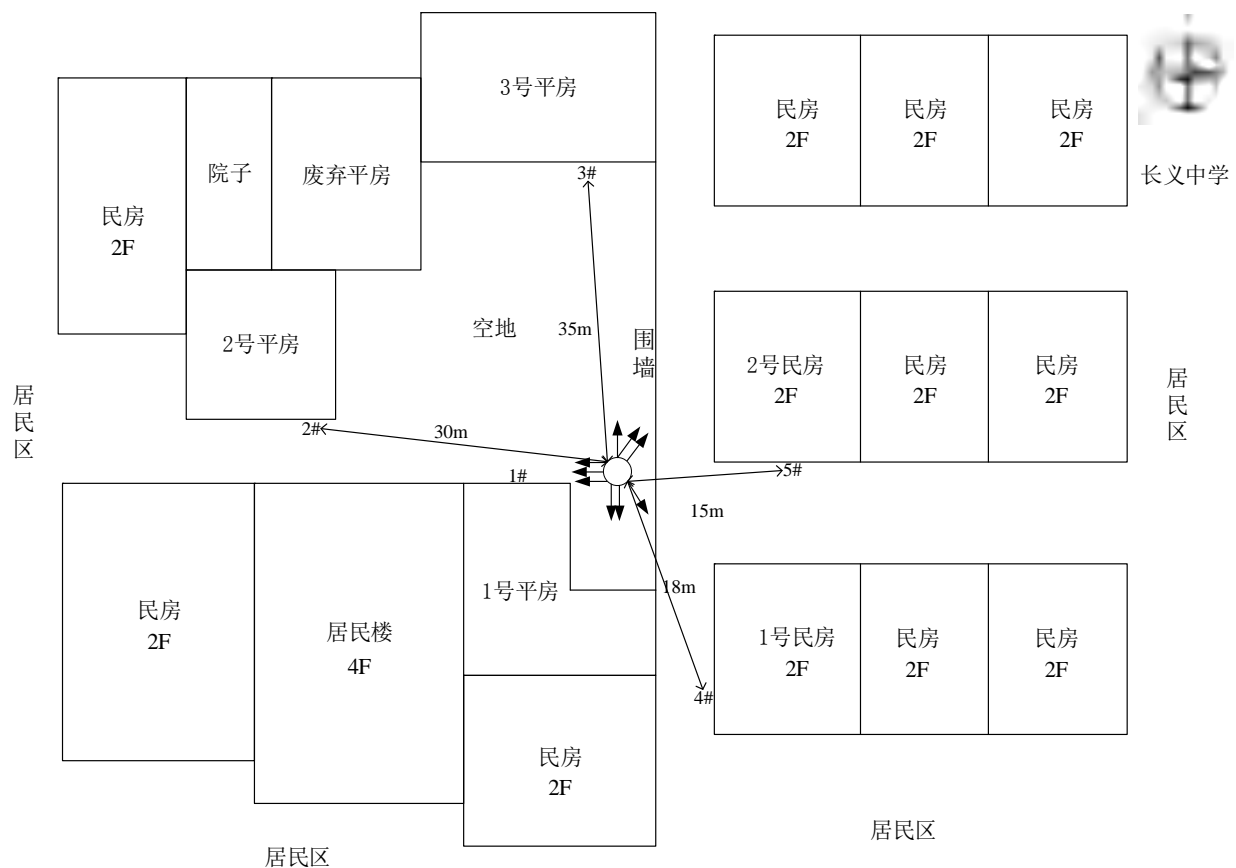 3号平房
民房
2F
民房
2F
民房
2F
长义中学
院子
废弃平房
民房
2F
3#
空地
35m
围墙
2号平房
2号民房
2F
民房
2F
民房
2F
居民区
居民区
2#
30m
1#
5#
15m
1号平房
18m
民房
2F
居民楼
4F
1号民房
2F
民房
2F
民房
2F
4#
民房
2F
居民区
居民区